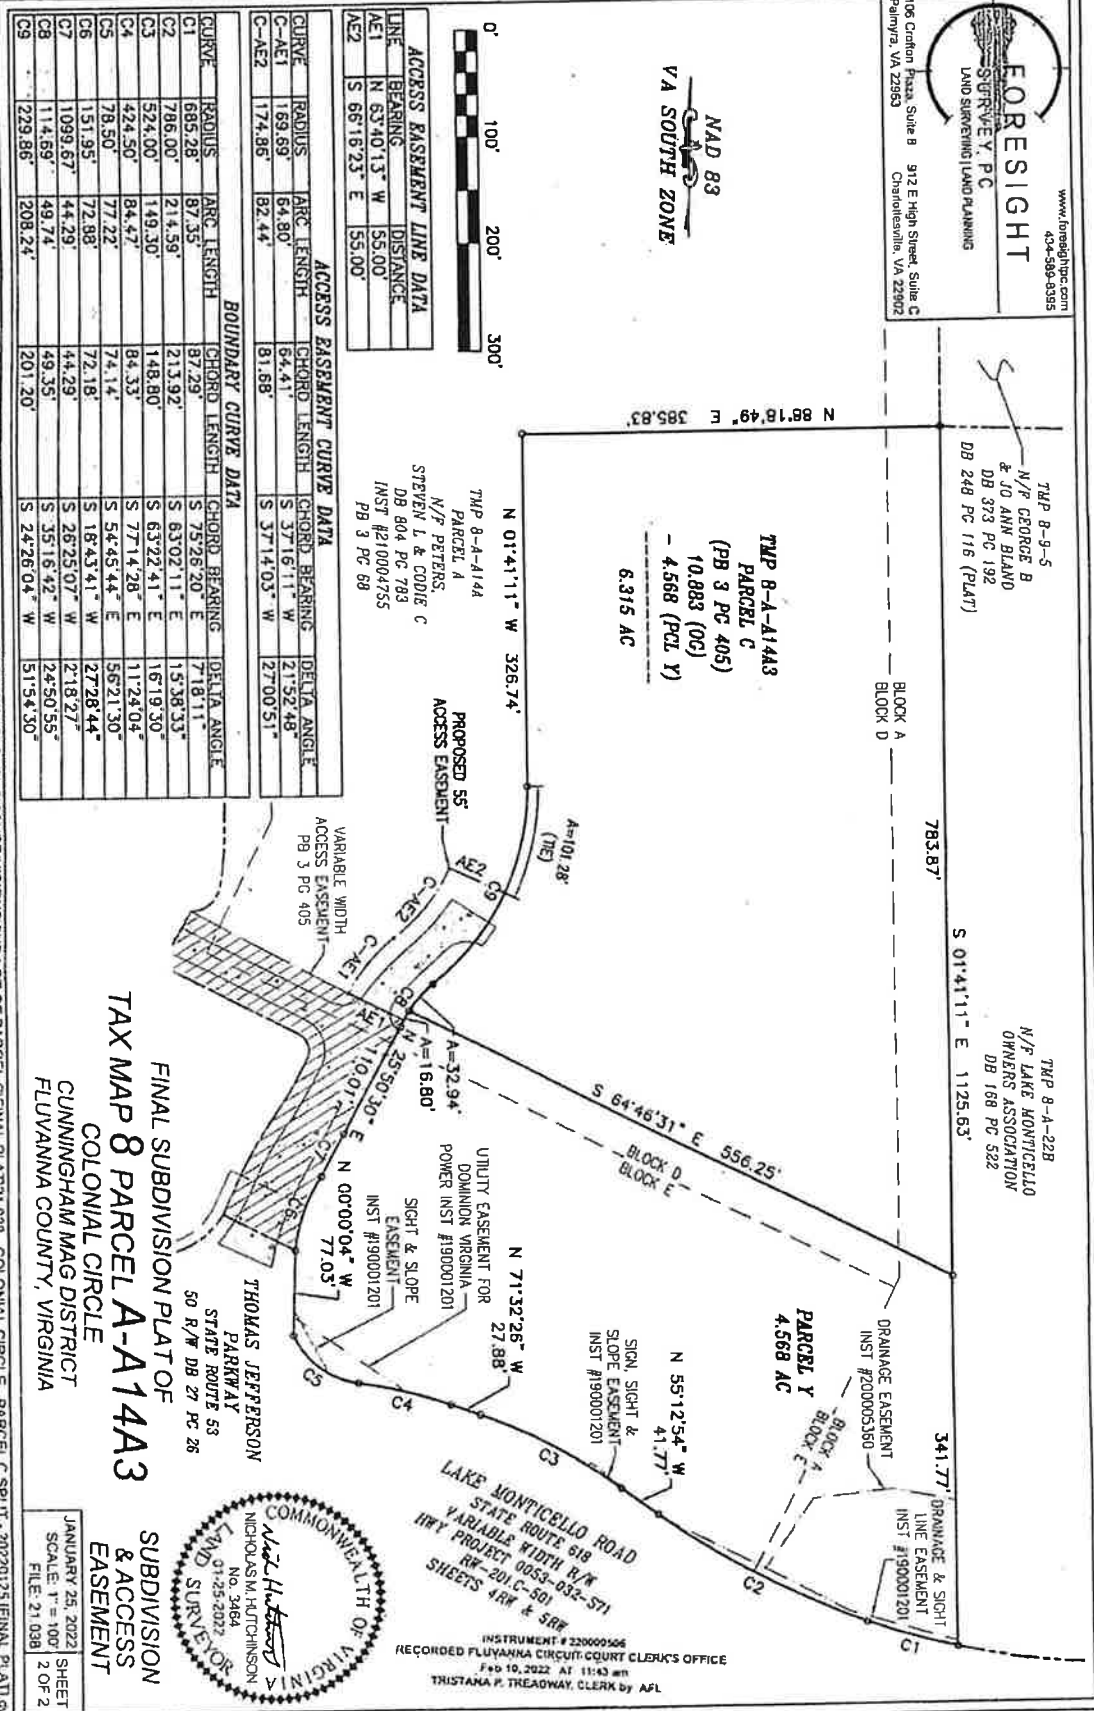 www.foresightpc.com
434-589-8395
FORESIGHT
SURVEY, PC
LAND SURVEYING | LAND PLANNING
106 Crofton Plaza, Suite B
Palmyra, VA 22963
912 E High Street, Suite C
Charlottesville, VA 22902
NAD 83
VA SOUTH ZONE
0'
100'
200'
300'
TMP 8-9-5
N/F GEORGE B
& JO ANN BLAND
DB 373 PG 192
DB 248 PG 116 (PLAT)
TMP 8-A-22B
N/F LAKE MONTICELLO
OWNERS ASSOCIATION
DB 168 PG 522
S 01°41'11" E 1125.63'
783.87'
341.77'
N 88°18'49" E 385.83'
BLOCK A
BLOCK D
TMP 8-A-A14A3
PARCEL C
(PB 3 PG 405)
10.883 (OG)
- 4.568 (PCL Y)
6.315 AC
N 01°41'11" W 326.74'
TMP 8-A-A14A
PARCEL A
N/F PETERS,
STEVEN L & CODIE C
DB 804 PG 783
INST #210004755
PB 3 PG 68
A=101.28'
(TIE)
PROPOSED 55'
ACCESS EASEMENT
AE2
C9
C-AE2
C-AE1
C8
AE1
A=32.94'
A=16.80'
S 64°46'31" E 556.25'
BLOCK D
BLOCK E
N 25°50'30" E
110.01'
C7
C6
VARIABLE WIDTH
ACCESS EASEMENT
PB 3 PG 405
N 00°00'04" W
77.03'
UTILITY EASEMENT FOR
DOMINION VIRGINIA
POWER INST #190001201
SIGHT & SLOPE
EASEMENT
INST #190001201
N 71°32'26" W
27.88'
C5
C4
C3
C2
C1
SIGN, SIGHT &
SLOPE EASEMENT
INST #190001201
N 55°12'54" W
41.77'
PARCEL Y
4.568 AC
DRAINAGE EASEMENT
INST #200005360
BLOCK A
BLOCK E
DRAINAGE & SIGHT
LINE EASEMENT
INST #190001201
LAKE MONTICELLO ROAD
STATE ROUTE 618
VARIABLE WIDTH R/W
HWY PROJECT 0053-032-S71
RW-201,C-501
SHEETS 4RW & 5RW
THOMAS JEFFERSON
PARKWAY
STATE ROUTE 53
50 R/W DB 27 PG 26
ACCESS EASEMENT LINE DATA
LINE BEARING DISTANCE
AE1 N 63°40'13" W 55.00'
AE2 S 66°16'23" E 55.00'
ACCESS EASEMENT CURVE DATA
CURVE RADIUS ARC LENGTH CHORD LENGTH CHORD BEARING DELTA ANGLE
C-AE1 169.69' 64.80' 64.41' S 37°16'11" W 21°52'48"
C-AE2 174.86' 82.44' 81.68' S 37°14'03" W 27°00'51"
BOUNDARY CURVE DATA
CURVE RADIUS ARC LENGTH CHORD LENGTH CHORD BEARING DELTA ANGLE
C1 685.28' 87.35' 87.29' S 75°26'20" E 7°18'11"
C2 786.00' 214.59' 213.92' S 63°02'11" E 15°38'33"
C3 524.00' 149.30' 148.80' S 63°22'41" E 16°19'30"
C4 424.50' 84.47' 84.33' S 77°14'28" E 11°24'04"
C5 78.50' 77.22' 74.14' S 54°45'44" E 56°21'30"
C6 151.95' 72.88' 72.18' S 18°43'41" W 27°28'44"
C7 1099.67' 44.29' 44.29' S 26°25'07" W 2°18'27"
C8 114.69' 49.74' 49.35' S 35°16'42" W 24°50'55"
C9 229.86' 208.24' 201.20' S 24°26'04" W 51°54'30"
FINAL SUBDIVISION PLAT OF
TAX MAP 8 PARCEL A-A14A3
COLONIAL CIRCLE
CUNNINGHAM MAG DISTRICT
FLUVANNA COUNTY, VIRGINIA
SUBDIVISION
& ACCESS
EASEMENT
JANUARY 25, 2022
SCALE: 1" = 100'
FILE: 21.038
SHEET
2 OF 2
COMMONWEALTH OF VIRGINIA
NICHOLAS M. HUTCHINSON
No. 3464
01-25-2022
LAND SURVEYOR
INSTRUMENT # 220000506
RECORDED FLUVANNA CIRCUIT COURT CLERK'S OFFICE
Feb 10, 2022 AT 11:43 am
TRISTANA P. TREADWAY, CLERK by AFL